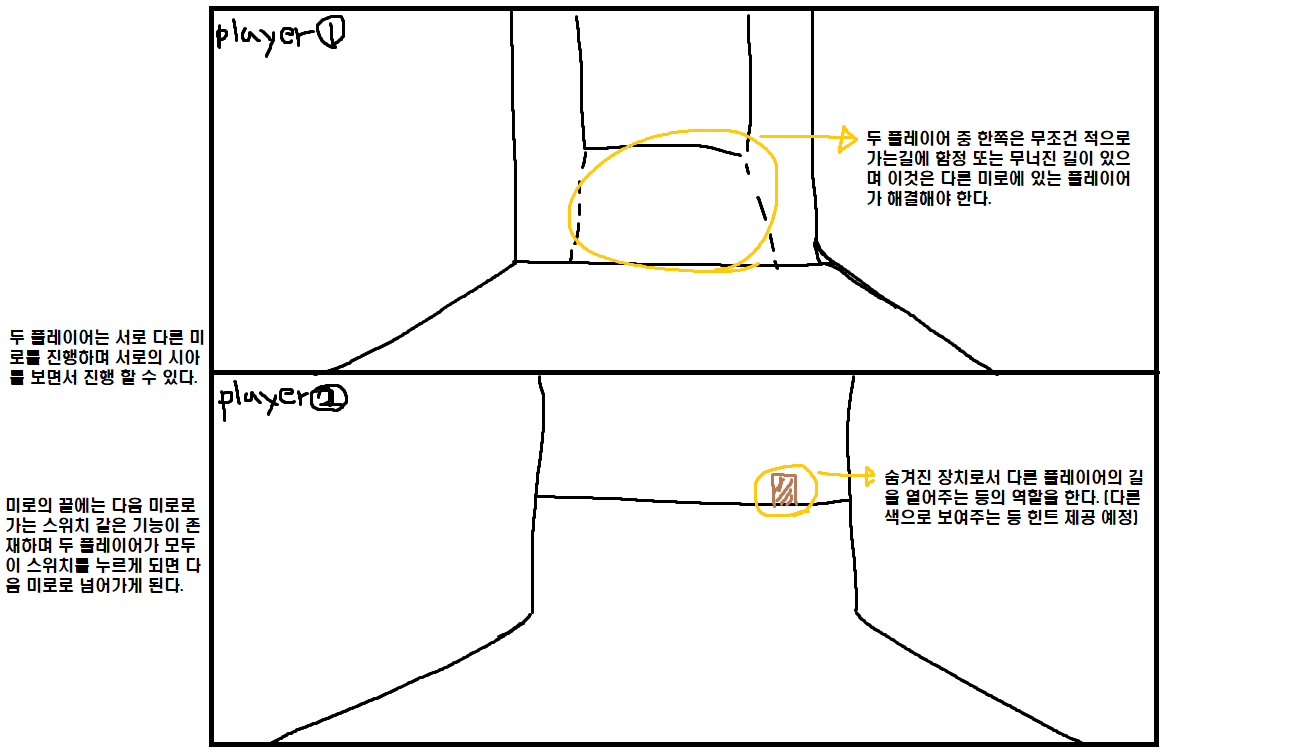 player①
두 플레이어 중 한쪽은 무조건 적으로
가는길에 함정 또는 무너진 길이 있으
며 이것은 다른 미로에 있는 플레이어
가 해결해야 한다.
두 플레이어는 서로 다른 미
로를 진행하며 서로의 시야
를 보면서 진행 할 수 있다.
player②
숨겨진 장치로서 다른 플레이어의 길
을 열어주는 등의 역할을 한다. (다른
색으로 보여주는 등 힌트 제공 예정)
미로의 끝에는 다음 미로로
가는 스위치 같은 기능이 존
재하며 두 플레이어가 모두
이 스위치를 누르게 되면 다
음 미로로 넘어가게 된다.